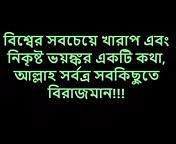 বিশ্বের সবচেয়ে খারাপ এবং
নিকৃষ্ট ভয়ঙ্কর একটি কথা,
আল্লাহ সর্বত্র সবকিছুতে
বিরাজমান!!!